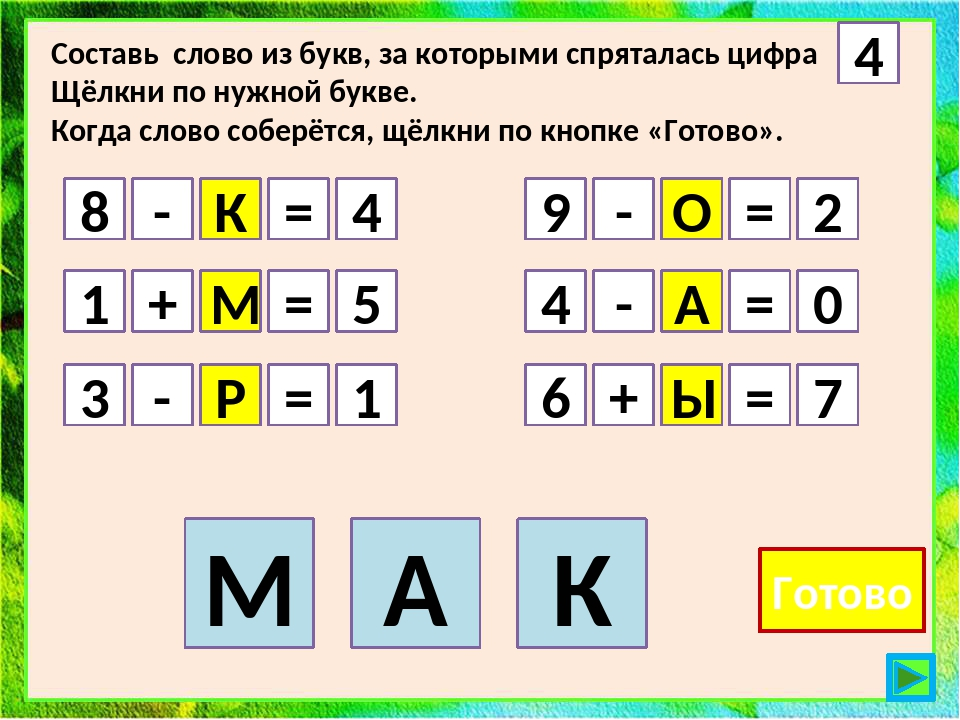 Составь слово из букв, за которыми спряталась цифра 4
Щёлкни по нужной букве.
Когда слово соберётся, щёлкни по кнопке «Готово».
8 - К = 4 9 - О = 2
1 + М = 5 4 - А = 0
3 - Р = 1 6 + Ы = 7
М А К
Готово